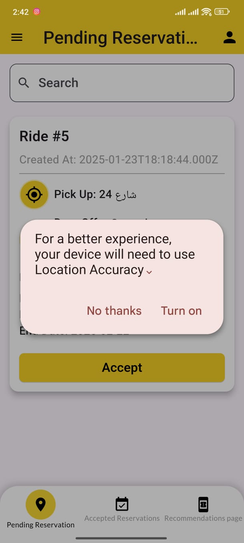 2:42
Pending Reservati...
Search
Ride #5
Created At: 2025-01-23T18:18:44.000Z
Pick Up: 24 شارع
For a better experience,
your device will need to use
Location Accuracy
No thanks
Turn on
Accept
Pending Reservation
Accepted Reservations
Recommendations page